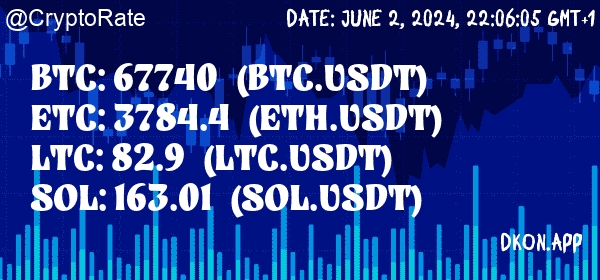 @CryptoRate
DATE: JUNE 2, 2024, 22:06:05 GMT+1
BTC: 67740 (BTC.USDT)
ETC: 3784.4 (ETH.USDT)
LTC: 82.9 (LTC.USDT)
SOL: 163.01 (SOL.USDT)
DKON.APP